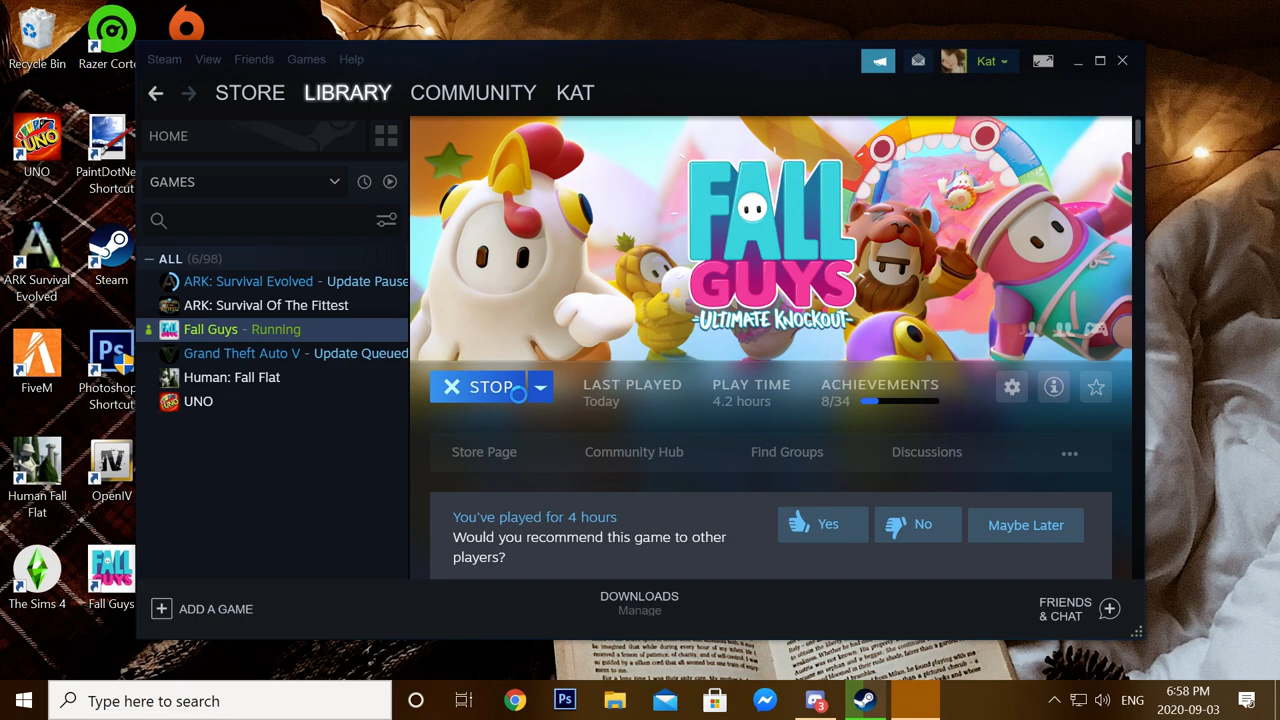 Recycle Bin
Razer Corte
UNO
PaintDotNe
Shortcut
ARK Survival
Evolved
Steam
FiveM
Ps
Photoshop
Shortcut
Human Fall
Flat
OpenIV
The Sims 4
FALL
GUYS
Fall Guys
Steam View Friends Games Help
Kat
STORE LIBRARY COMMUNITY KAT
HOME
GAMES
ALL (6/98)
ARK: Survival Evolved - Update Pause
ARK: Survival Of The Fittest
Fall Guys - Running
Grand Theft Auto V - Update Queued
Human: Fall Flat
UNO
FALL
GUYS
ULTIMATE KNOCKOUT
STOP
LAST PLAYED
Today
PLAY TIME
4.2 hours
ACHIEVEMENTS
8/34
Store Page Community Hub Find Groups Discussions
You've played for 4 hours
Would you recommend this game to other
players?
Yes No Maybe Later
ADD A GAME
DOWNLOADS
Manage
FRIENDS
& CHAT
Type here to search
Ps
3
ENG
6:58 PM
2020-09-03